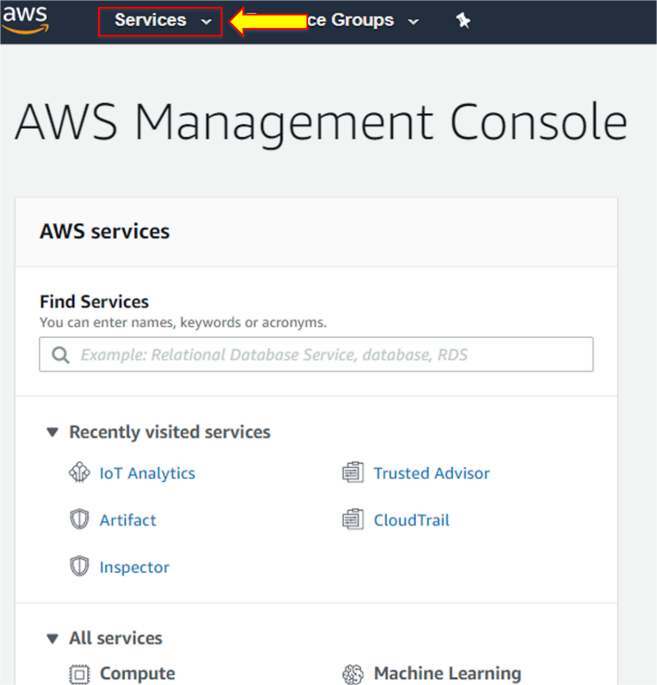 aws Services Groups
AWS Management Console
AWS services
Find Services
You can enter names, keywords or acronyms.
Example: Relational Database Service, database, RDS
Recently visited services
IoT Analytics Trusted Advisor
Artifact CloudTrail
Inspector
All services
Compute Machine Learning